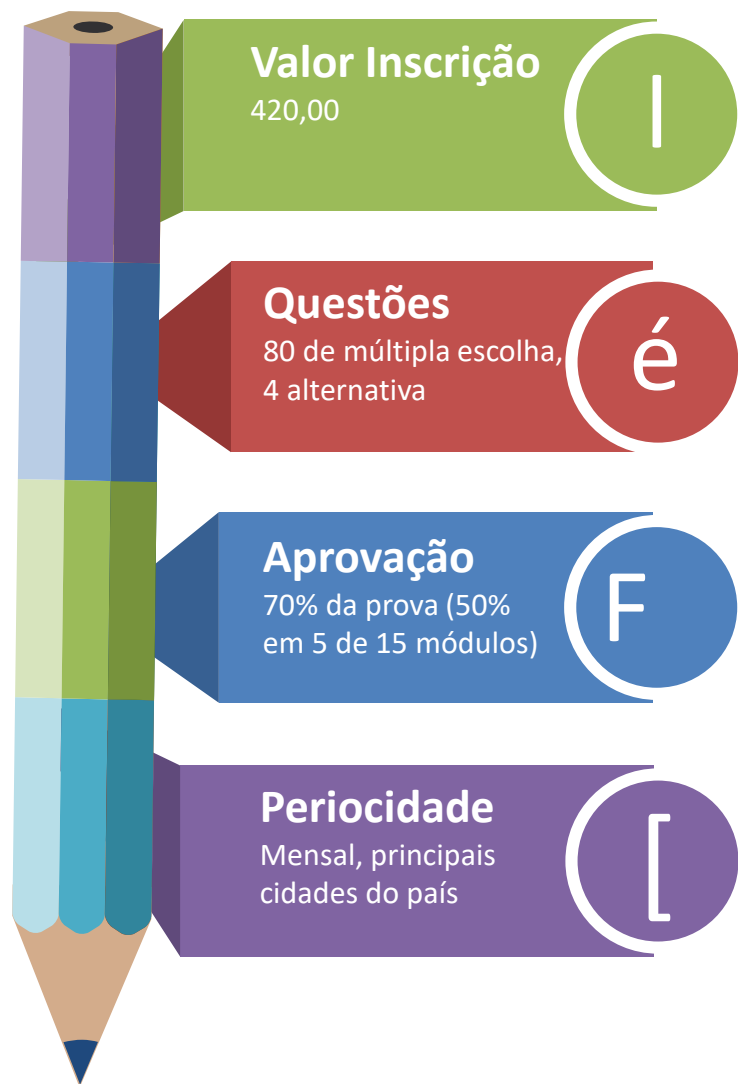 Valor Inscrição
420,00
l
Questões
80 de múltipla escolha,
4 alternativa
é
Aprovação
70% da prova (50%
em 5 de 15 módulos)
F
Periocidade
Mensal, principais
cidades do país
[